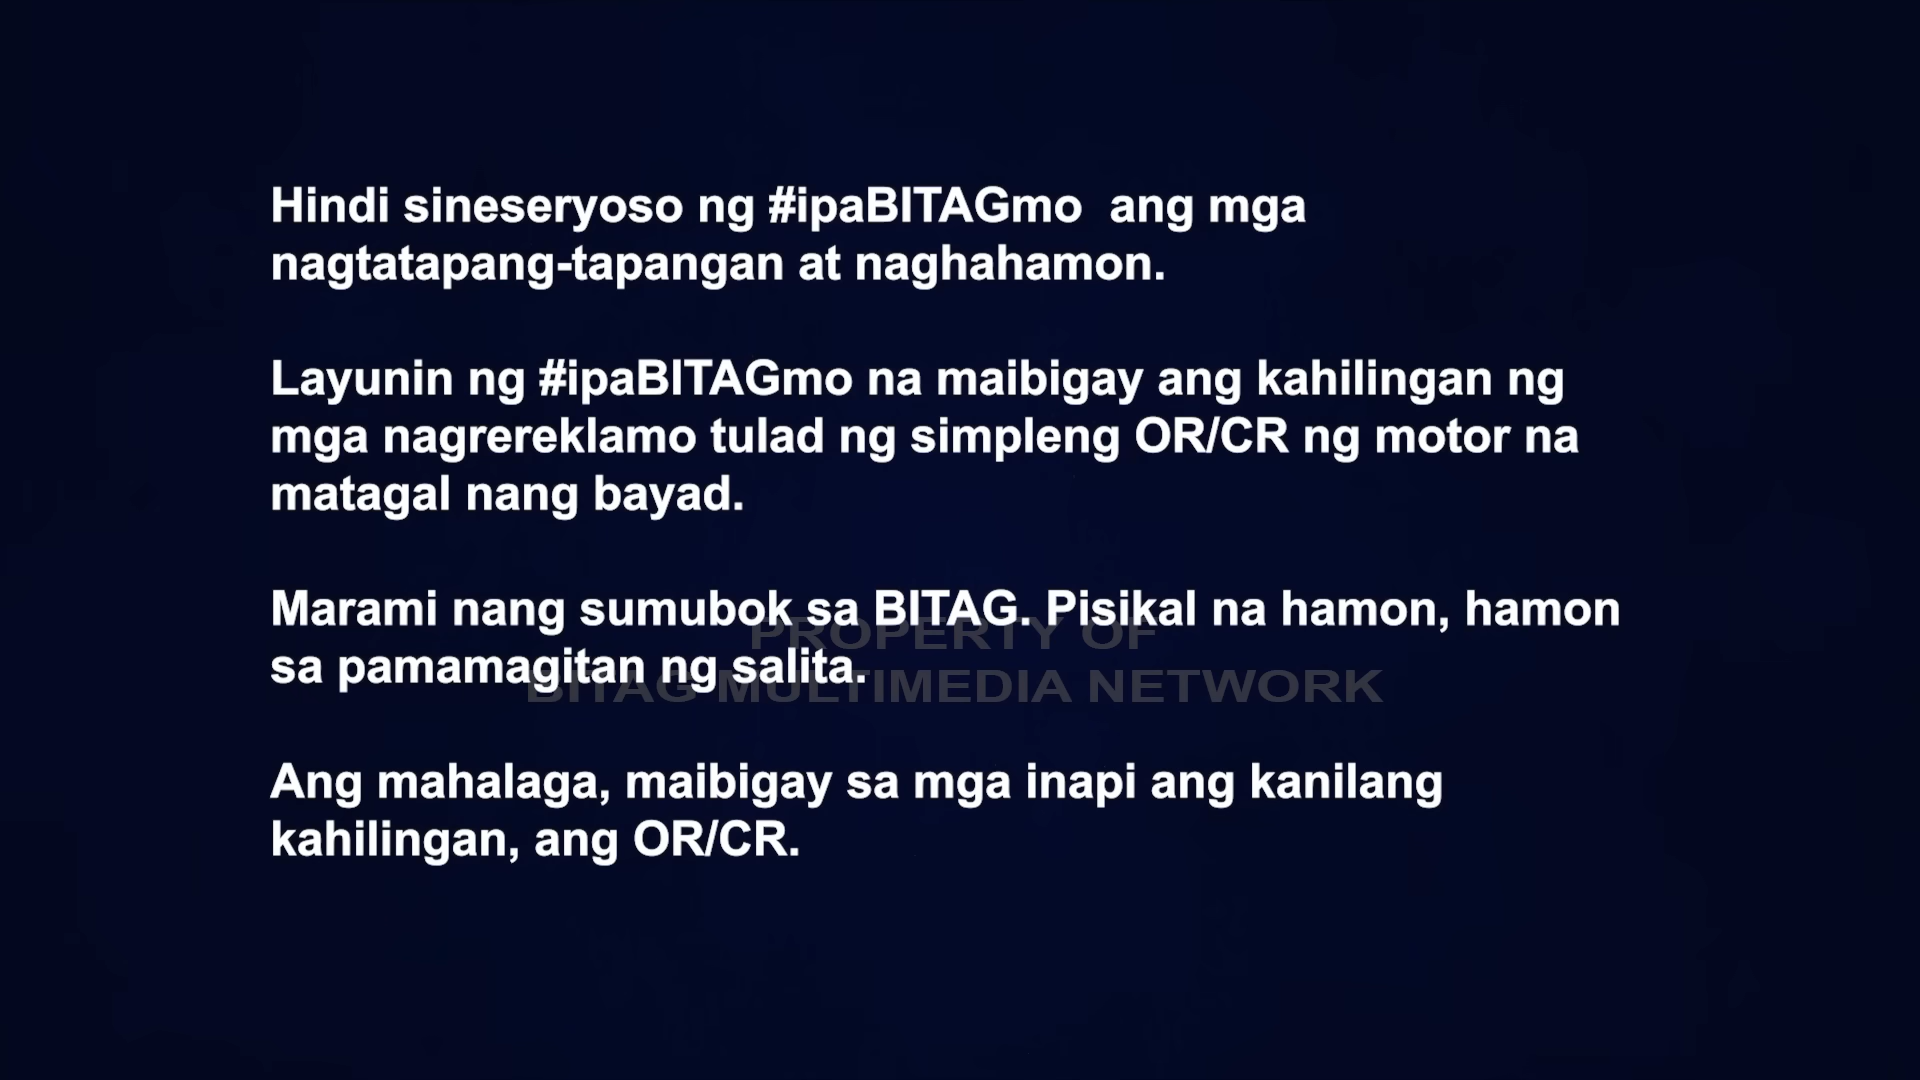 Hindi sineseryoso ng #ipaBITAGmo  ang mga
nagtatapang-tapangan at naghahamon.
Layunin ng #ipaBITAGmo na maibigay ang kahilingan ng
mga nagrereklamo tulad ng simpleng OR/CR ng motor na
matagal nang bayad.
Marami nang sumubok sa BITAG. Pisikal na hamon, hamon
sa pamamagitan ng salita.
PROPERTY OF
BITAG MULTIMEDIA NETWORK
Ang mahalaga, maibigay sa mga inapi ang kanilang
kahilingan, ang OR/CR.